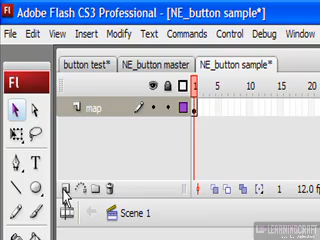 Adobe Flash CS3 Professional - [NE_button sample*]
File Edit View Insert Modify Text Commands Control Debug Window
button test* NE_button master NE_button sample*
Fl
1 5 10 15 20
map
1 12.0
Scene 1
LEARNINGCRAFT